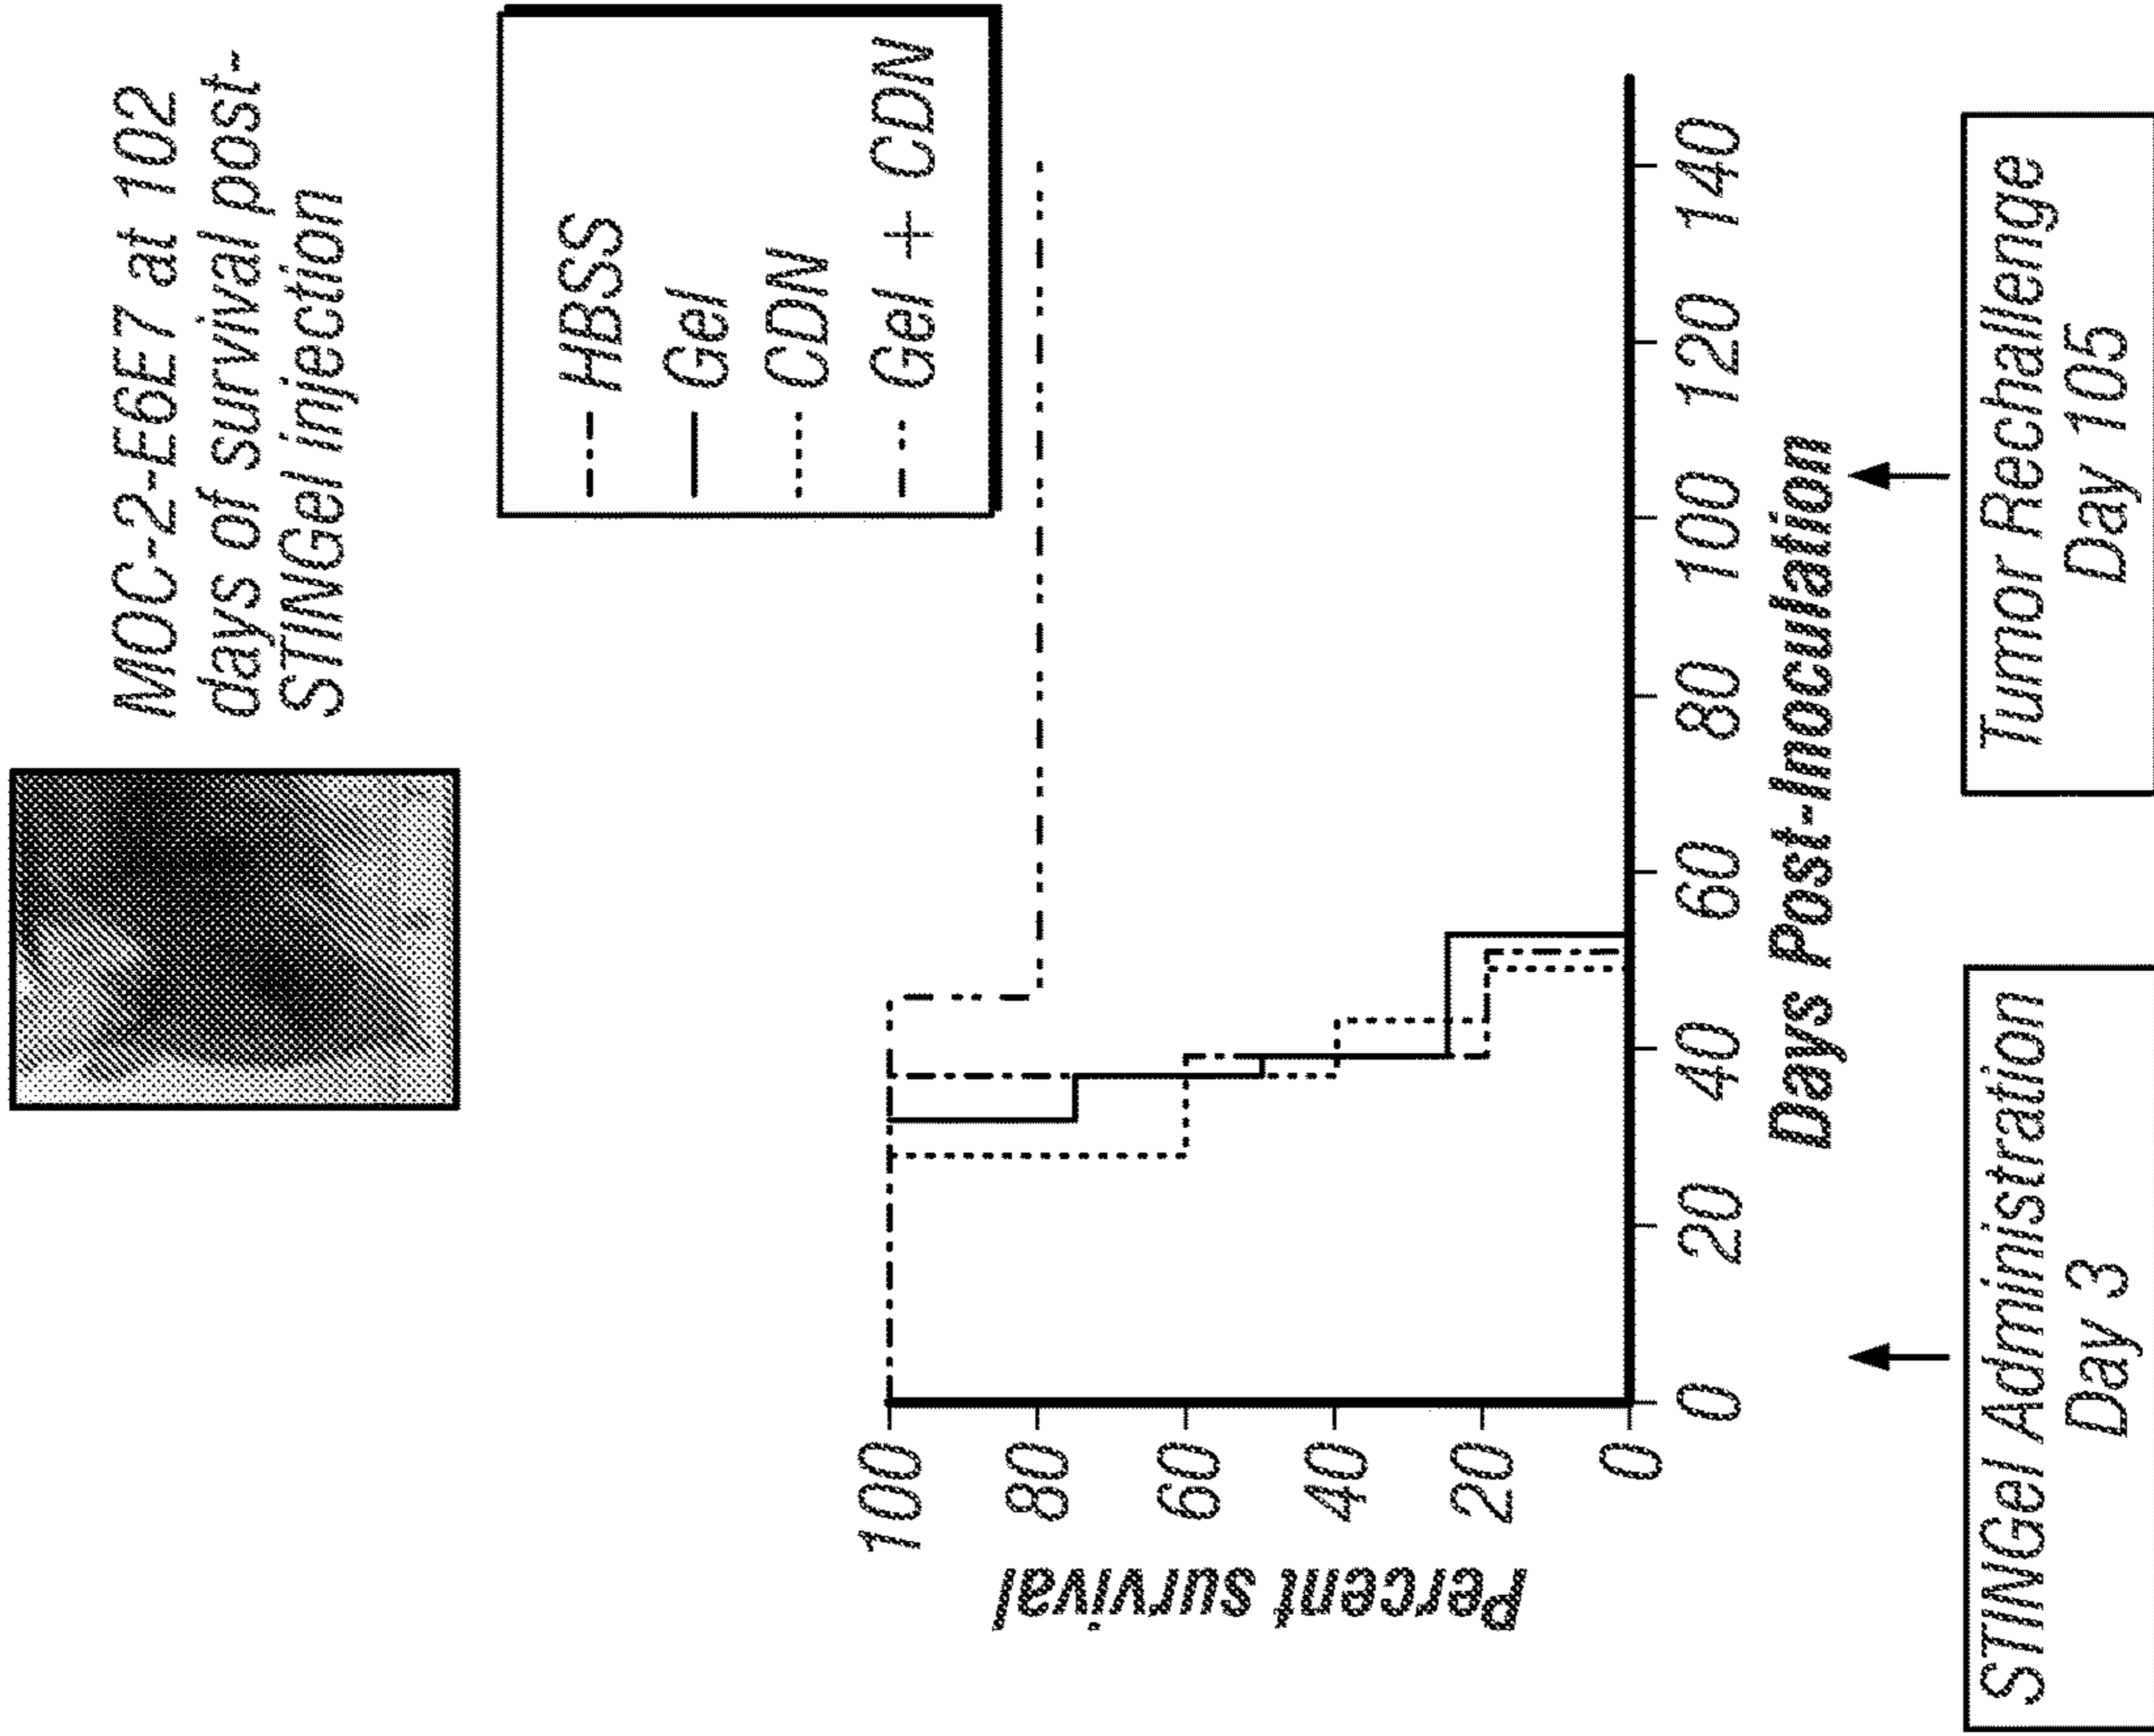 MOC-2-E6E7 at 102
days of survival post-
STINGel injection
HBSS
Gel
CDN
Gel + CDN
Percent survival
100
80
60
40
20
0
0 20 40 60 80 100 120 140
Days Post-Inoculation
STINGel Administration
Day 3
Tumor Rechallenge
Day 105